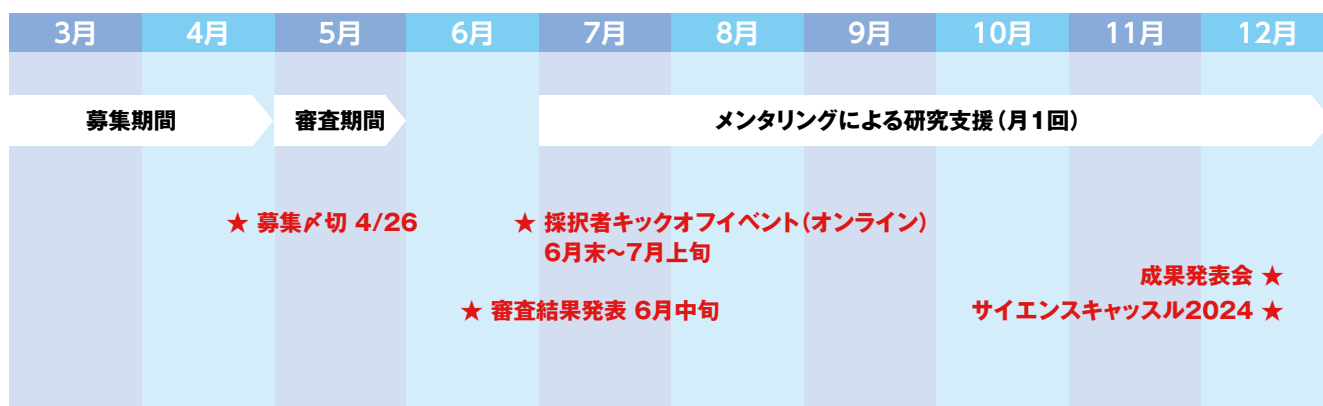 3月 4月 5月 6月 7月 8月 9月 10月 11月 12月
募集期間 審査期間 メンタリングによる研究支援（月1回）
★ 募集〆切 4/26 ★ 採択者キックオフイベント（オンライン）
6月末～7月上旬
成果発表会 ★
★ 審査結果発表 6月中旬 サイエンスキャッスル2024 ★